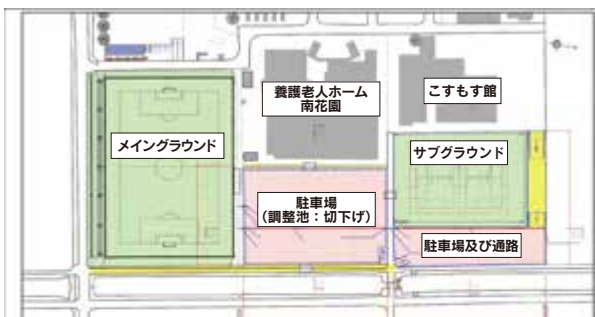 養護老人ホーム
南花園
こすもす館
メイングラウンド
サブグラウンド
駐車場
（調整池：切下げ）
駐車場及び通路